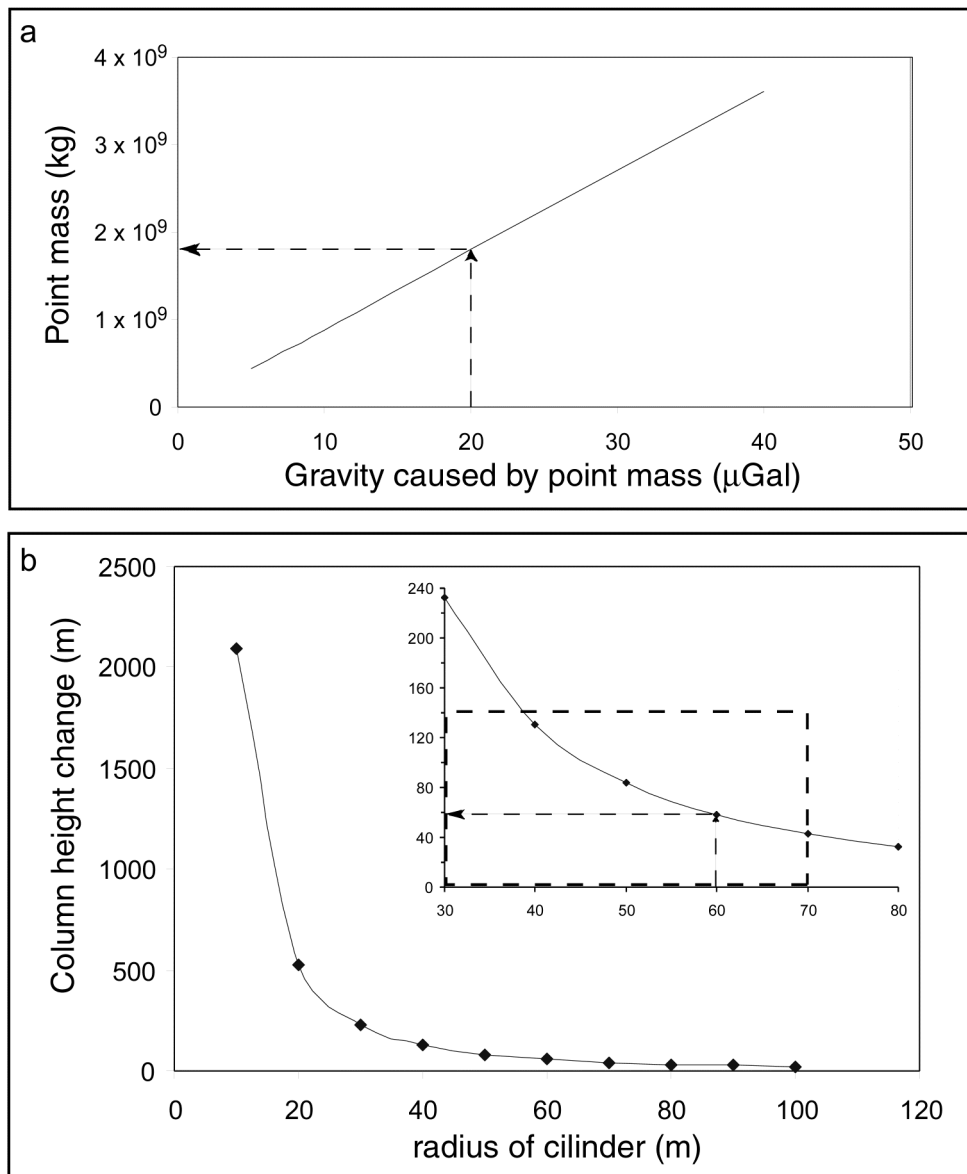 a
4 x 10⁹
3 x 10⁹
2 x 10⁹
1 x 10⁹
0
Point mass (kg)
0 10 20 30 40 50
Gravity caused by point mass (μGal)
b
2500
2000
1500
1000
500
0
Column height change (m)
240
200
160
120
80
40
0
30 40 50 60 70 80
0 20 40 60 80 100 120
radius of cilinder (m)